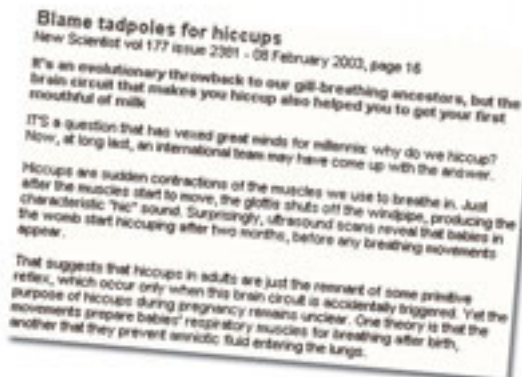 Blame tadpoles for hiccups
New Scientist vol 177 issue 2381 - 08 February 2003, page 16
It's an evolutionary throwback to our gill-breathing ancestors, but the
brain circuit that makes you hiccup also helped you to get your first
mouthful of milk
IT'S a question that has vexed great minds for millennia: why do we hiccup?
Now, at long last, an international team may have come up with the answer.
Hiccups are sudden contractions of the muscles we use to breathe in. Just
after the muscles start to move, the glottis shuts off the windpipe, producing the
characteristic "hic" sound. Surprisingly, ultrasound scans reveal that babies in
the womb start hiccuping after two months, before any breathing movements
appear.
That suggests that hiccups in adults are just the remnant of some primitive
reflex, which occur only when this brain circuit is accidentally triggered. Yet the
purpose of hiccups during pregnancy remains unclear. One theory is that the
movements prepare babies' respiratory muscles for breathing after birth,
another that they prevent amniotic fluid entering the lungs.